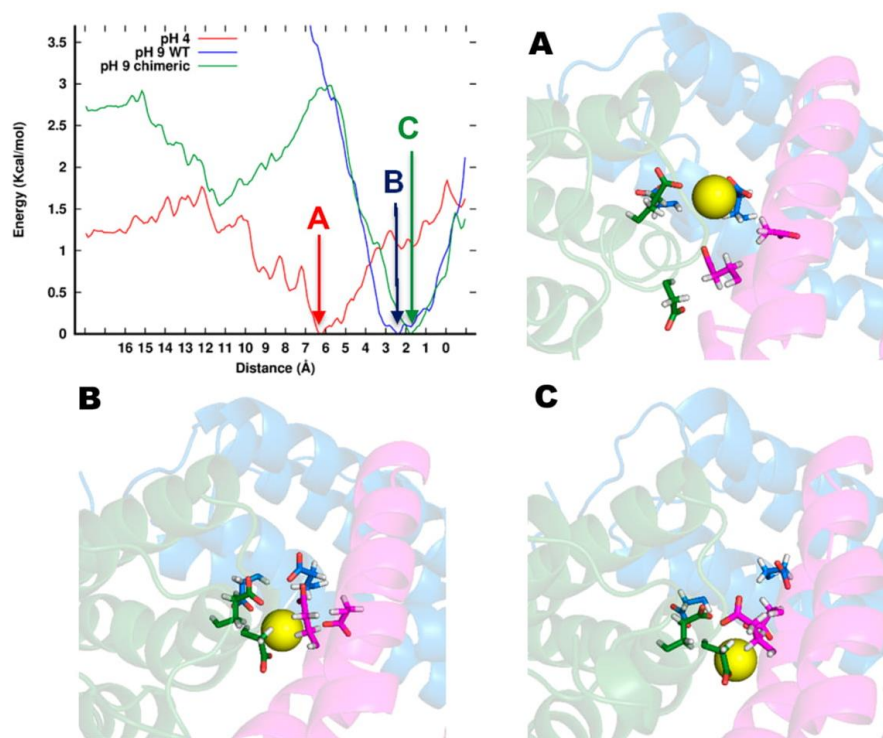 A
pH 4
pH 9 WT
pH 9 chimeric
3.5
3
2.5
2
1.5
1
0.5
0
Energy (Kcal/mol)
A
B
C
16 15 14 13 12 11 10 9 8 7 6 5 4 3 2 1 0
Distance (Å)
B
C